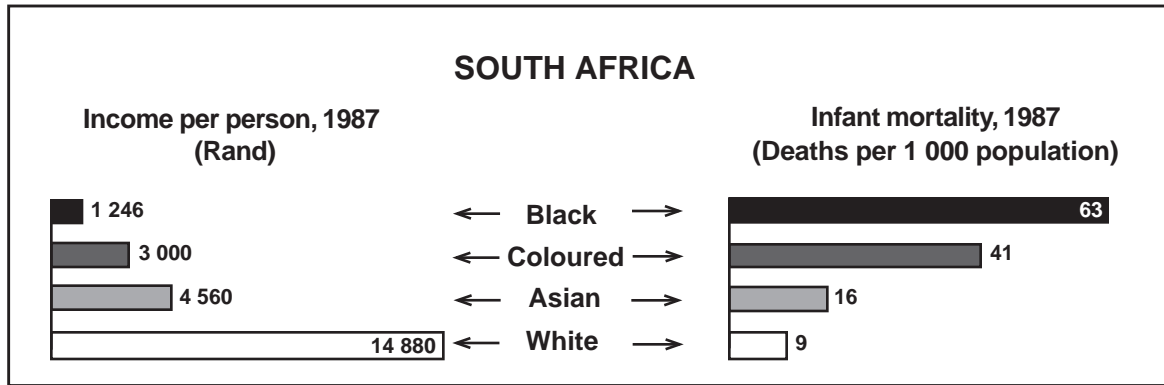 SOUTH AFRICA
Income per person, 1987
(Rand)
Infant mortality, 1987
(Deaths per 1 000 population)
1 246 Black 63
3 000 Coloured 41
4 560 Asian 16
14 880 White 9